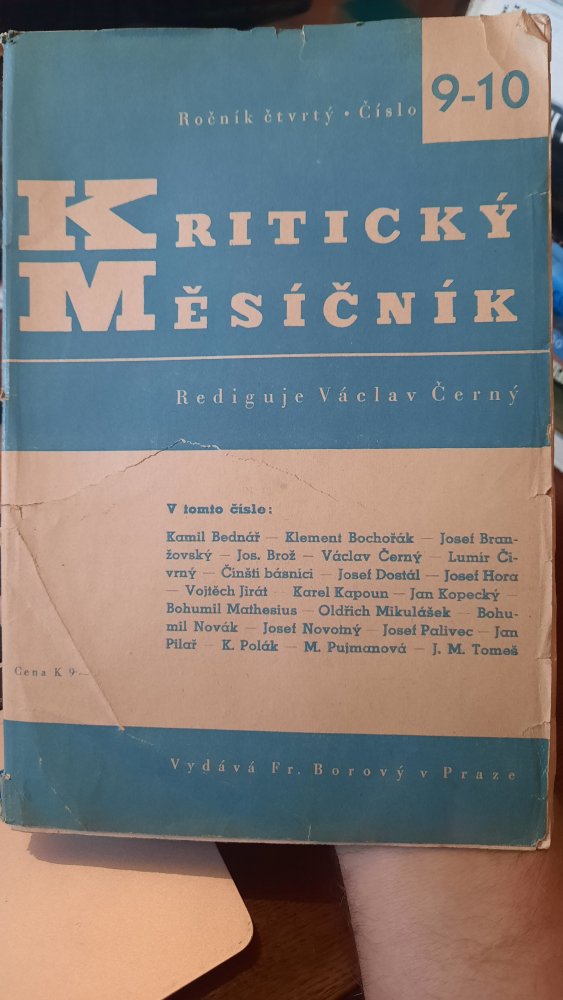 Ročník čtvrtý • Číslo 9-10
KRITICKÝ
MĚSÍČNÍK
Rediguje Václav Černý
V tomto čísle:
Kamil Bednář — Klement Bochořák — Josef Bran-
žovský — Jos. Brož — Václav Černý — Lumír Či-
vrný — Činští básníci — Josef Dostál — Josef Hora
— Vojtěch Jirát — Karel Kapoun — Jan Kopecký —
Bohumil Mathesius — Oldřich Mikulášek — Bohu-
mil Novák — Josef Novotný — Josef Palivec — Jan
Pilař — K. Polák — M. Pujmanová — J. M. Tomeš
Cena K 9—
Vydává Fr. Borový v Praze